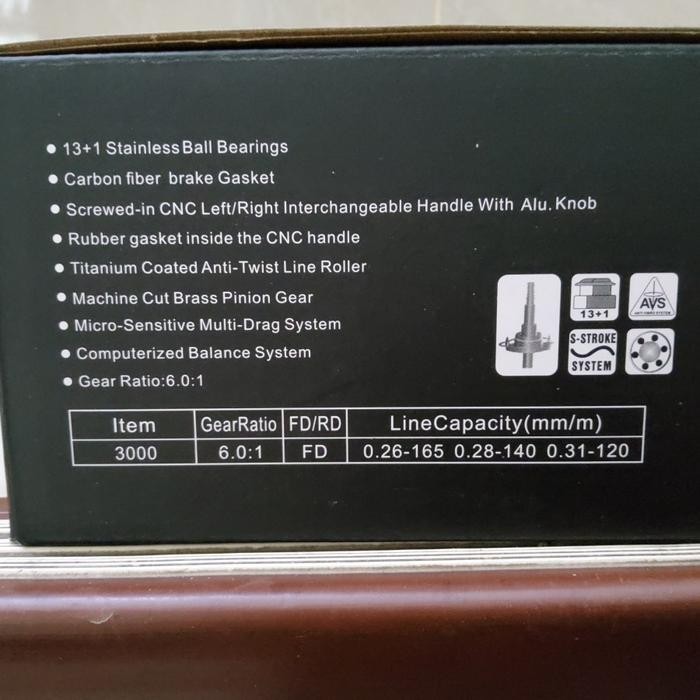 ● 13+1 Stainless Ball Bearings
● Carbon fiber brake Gasket
● Screwed-in CNC Left/Right Interchangeable Handle With Alu. Knob
● Rubber gasket inside the CNC handle
● Titanium Coated Anti-Twist Line Roller
● Machine Cut Brass Pinion Gear
● Micro-Sensitive Multi-Drag System
● Computerized Balance System
● Gear Ratio:6.0:1
13+1
AVS
S-STROKE
SYSTEM
Item GearRatio FD/RD LineCapacity(mm/m)
3000 6.0:1 FD 0.26-165 0.28-140 0.31-120